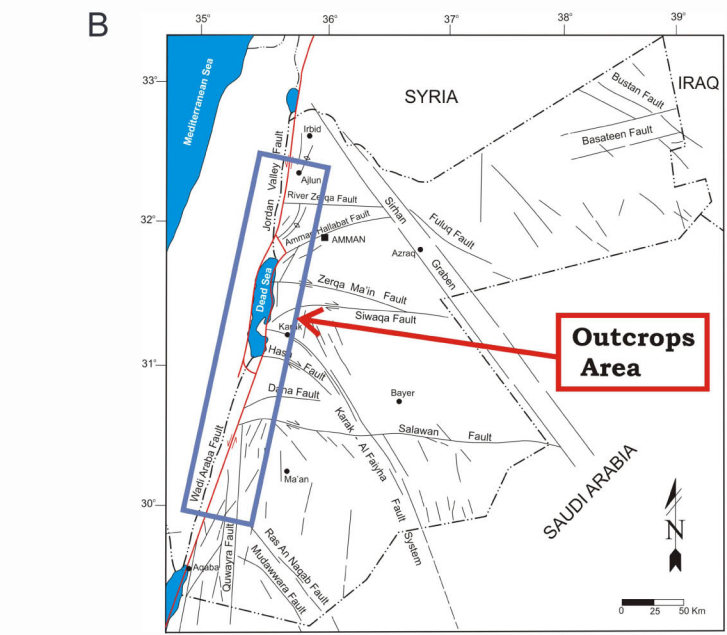 B
35°
36°
37°
38°
39°
33°
32°
31°
30°
Mediterranean Sea
SYRIA
IRAQ
Bustan Fault
Basateen Fault
Irbid
Ajlun
Jordan Valley Fault
River Zerqa Fault
Amman Hallabat Fault
AMMAN
Sirhan Graben
Fuluq Fault
Azraq
Dead Sea
Zerqa Ma'in Fault
Siwaqa Fault
Karak
Outcrops
Area
Hasa Fault
Dana Fault
Bayer
Karak - Al Faiyha Fault System
Salawan Fault
Wadi Araba Fault
Ma'an
SAUDI ARABIA
Quwayra Fault
Ras An Naqab Fault
Mudawwara Fault
Aqaba
N
0 25 50 Km